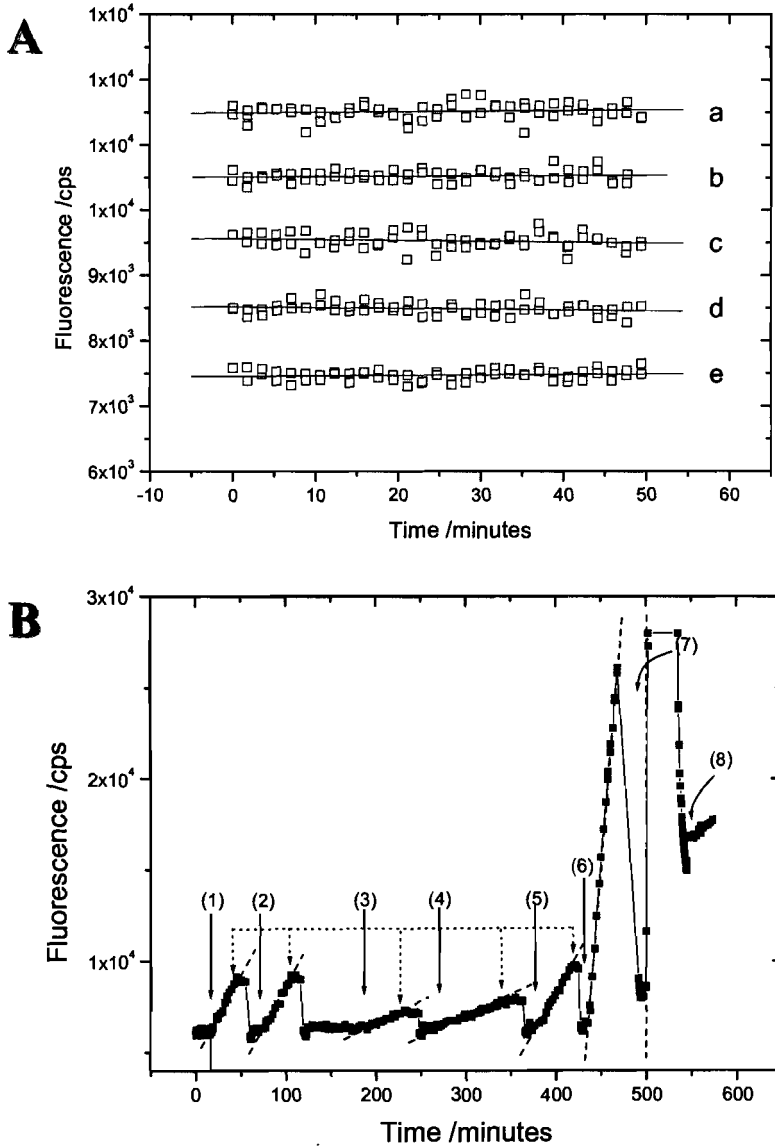 A
1x10⁴
1x10⁴
1x10⁴
1x10⁴
9x10³
8x10³
7x10³
6x10³
Fluorescence /cps
a
b
c
d
e
-10 0 10 20 30 40 50 60
Time /minutes
B
3x10⁴
2x10⁴
1x10⁴
Fluorescence /cps
(1) (2) (3) (4) (5) (6) (7) (8)
0 100 200 300 400 500 600
Time /minutes